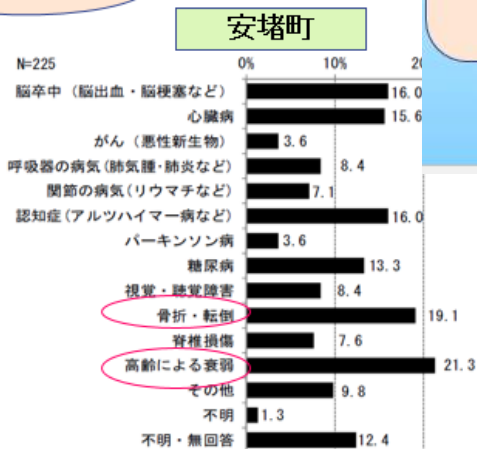 安堵町
N=225
0% 10% 20
脳卒中（脳出血・脳梗塞など） 16.0
心臓病 15.6
がん（悪性新生物） 3.6
呼吸器の病気（肺気腫・肺炎など） 8.4
関節の病気（リウマチなど） 7.1
認知症（アルツハイマー病など） 16.0
パーキンソン病 3.6
糖尿病 13.3
視覚・聴覚障害 8.4
骨折・転倒 19.1
脊椎損傷 7.6
高齢による衰弱 21.3
その他 9.8
不明 1.3
不明・無回答 12.4